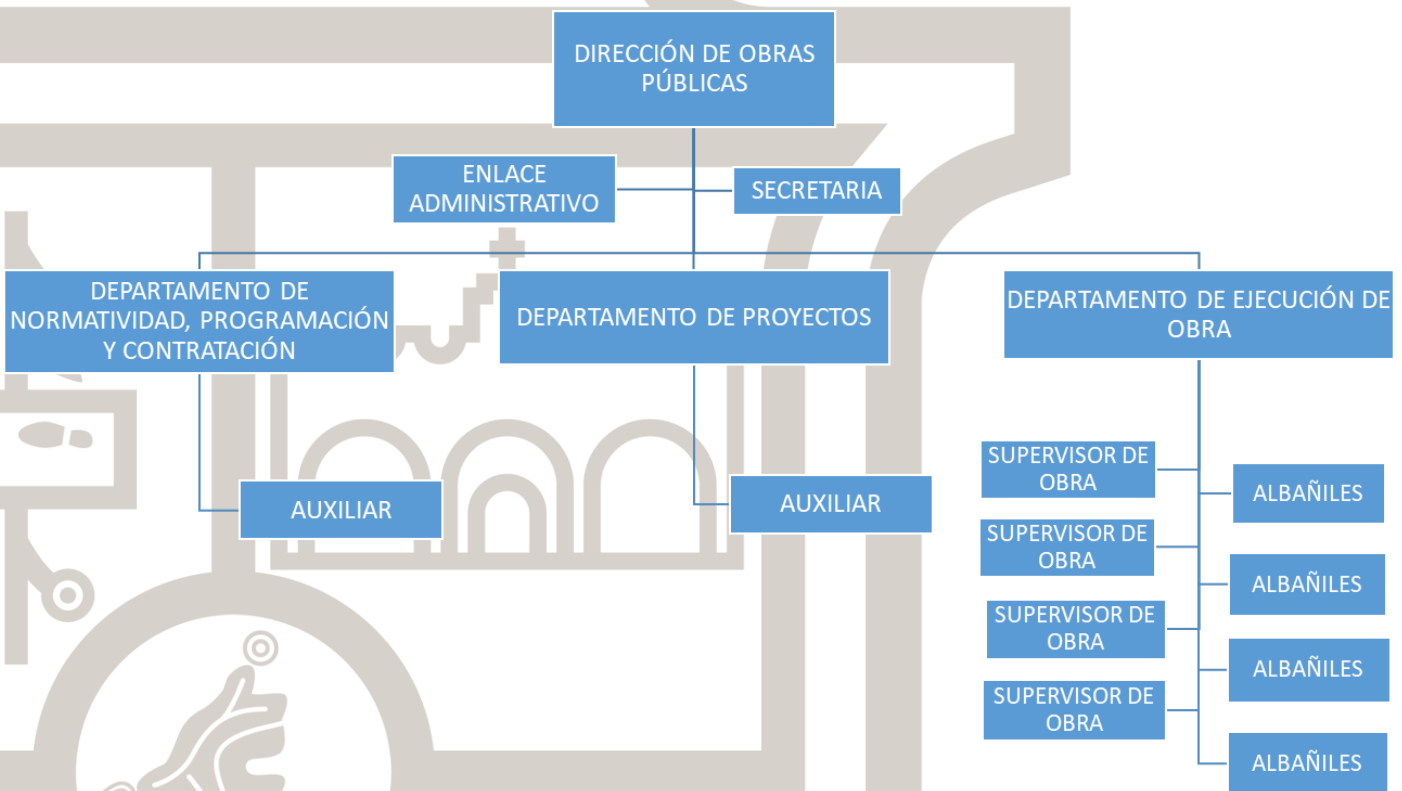 DIRECCIÓN DE OBRAS
PÚBLICAS
ENLACE
ADMINISTRATIVO
SECRETARIA
DEPARTAMENTO DE
NORMATIVIDAD, PROGRAMACIÓN
Y CONTRATACIÓN
DEPARTAMENTO DE PROYECTOS
DEPARTAMENTO DE EJECUCIÓN DE
OBRA
AUXILIAR
AUXILIAR
SUPERVISOR DE
OBRA
ALBAÑILES
SUPERVISOR DE
OBRA
ALBAÑILES
SUPERVISOR DE
OBRA
ALBAÑILES
SUPERVISOR DE
OBRA
ALBAÑILES